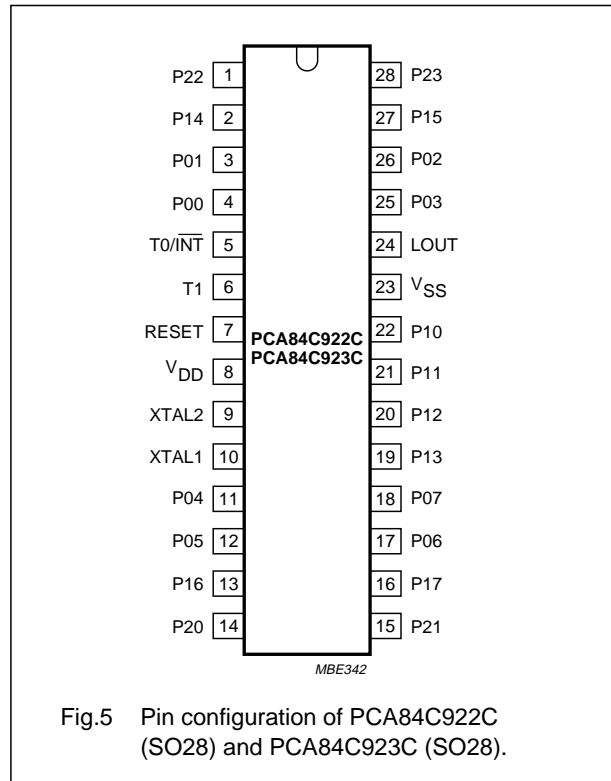 P22 1 28 P23
P14 2 27 P15
P01 3 26 P02
P00 4 25 P03
T0/INT 5 24 LOUT
T1 6 23 VSS
RESET 7 22 P10
PCA84C922C
PCA84C923C
VDD 8 21 P11
XTAL2 9 20 P12
XTAL1 10 19 P13
P04 11 18 P07
P05 12 17 P06
P16 13 16 P17
P20 14 15 P21
MBE342
Fig.5 Pin configuration of PCA84C922C
(SO28) and PCA84C923C (SO28).